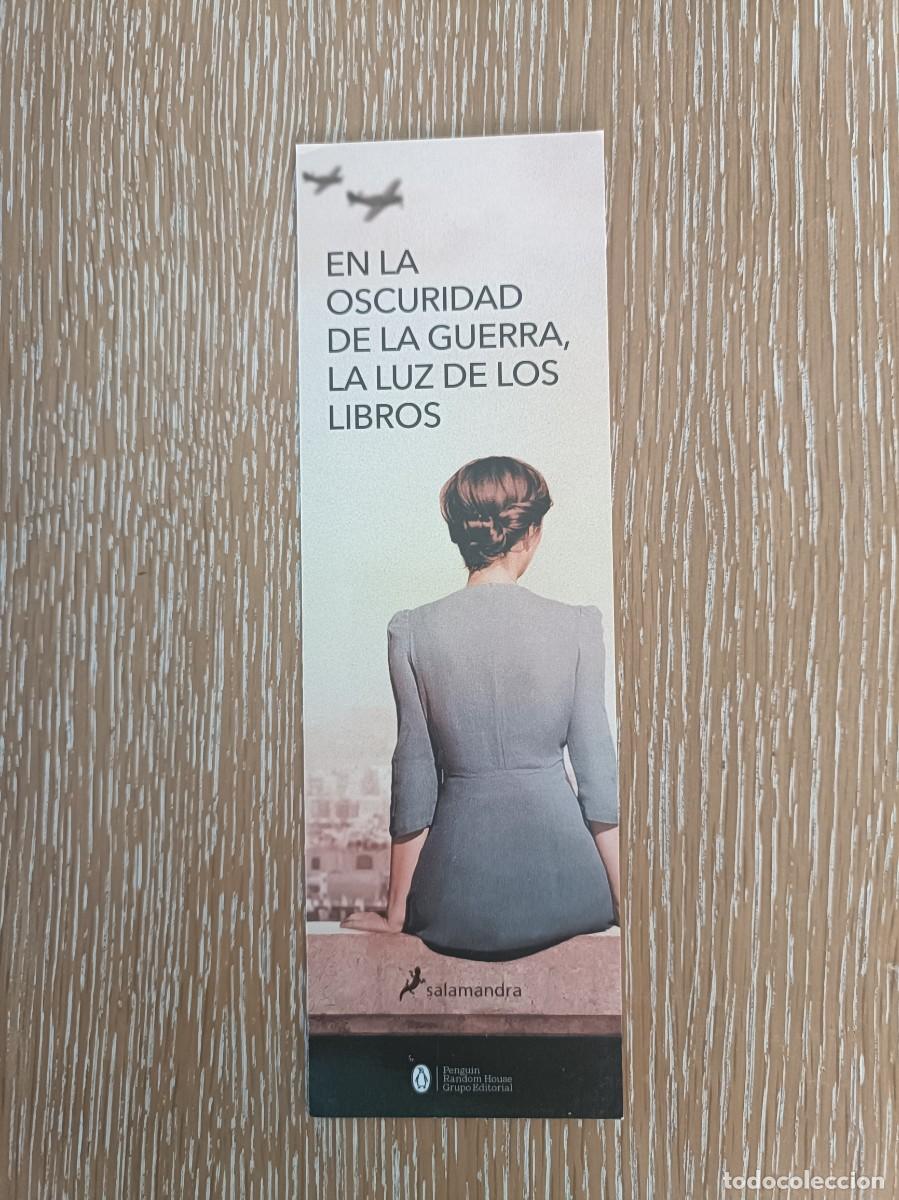 EN LA
OSCURIDAD
DE LA GUERRA,
LA LUZ DE LOS
LIBROS
salamandra
Penguin
Random House
Grupo Editorial
todocoleccion